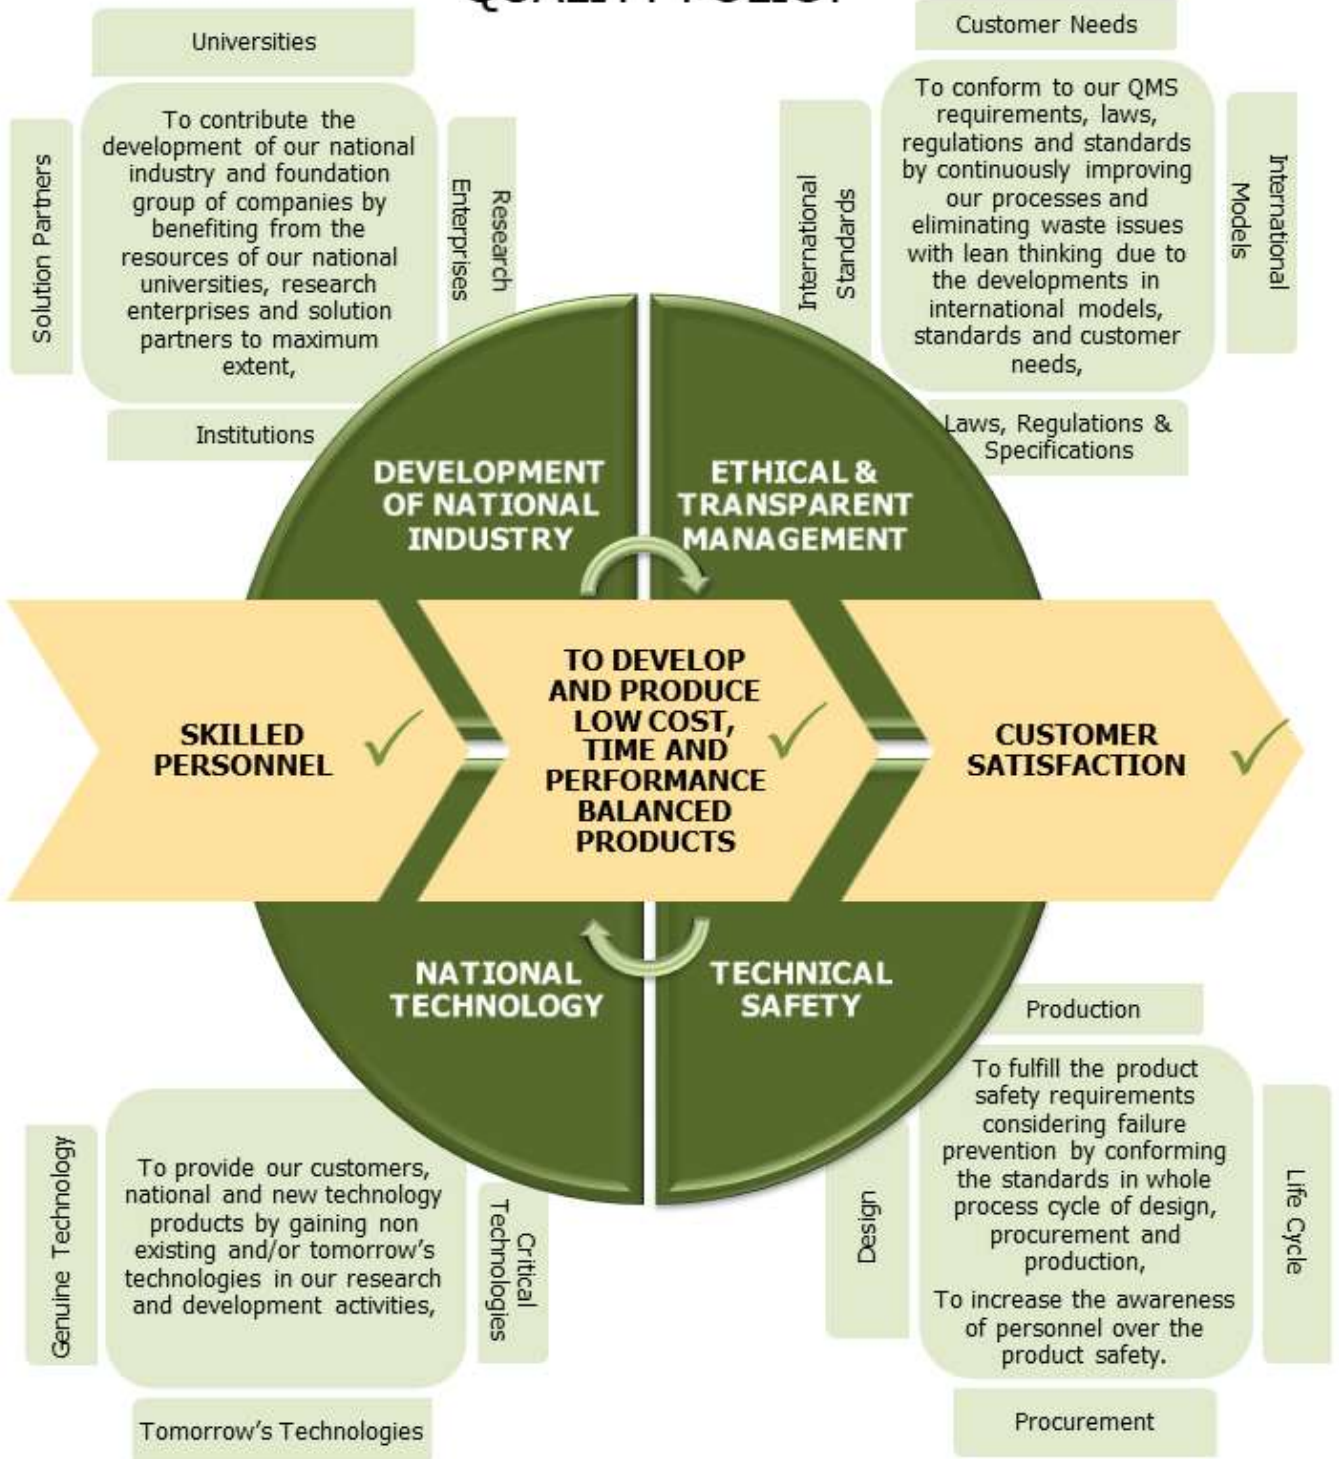 QUALITY POLICY
Universities
Solution Partners
To contribute the
development of our national
industry and foundation
group of companies by
benefiting from the
resources of our national
universities, research
enterprises and solution
partners to maximum
extent,
Research
Enterprises
Institutions
Customer Needs
International
Standards
To conform to our QMS
requirements, laws,
regulations and standards
by continuously improving
our processes and
eliminating waste issues
with lean thinking due to
the developments in
international models,
standards and customer
needs,
International
Models
Laws, Regulations &
Specifications
DEVELOPMENT
OF NATIONAL
INDUSTRY
ETHICAL &
TRANSPARENT
MANAGEMENT
SKILLED
PERSONNEL
TO DEVELOP
AND PRODUCE
LOW COST,
TIME AND
PERFORMANCE
BALANCED
PRODUCTS
CUSTOMER
SATISFACTION
NATIONAL
TECHNOLOGY
TECHNICAL
SAFETY
Genuine Technology
To provide our customers,
national and new technology
products by gaining non
existing and/or tomorrow's
technologies in our research
and development activities,
Critical
Technologies
Tomorrow's Technologies
Production
Design
To fulfill the product
safety requirements
considering failure
prevention by conforming
the standards in whole
process cycle of design,
procurement and
production,
To increase the awareness
of personnel over the
product safety.
Life Cycle
Procurement